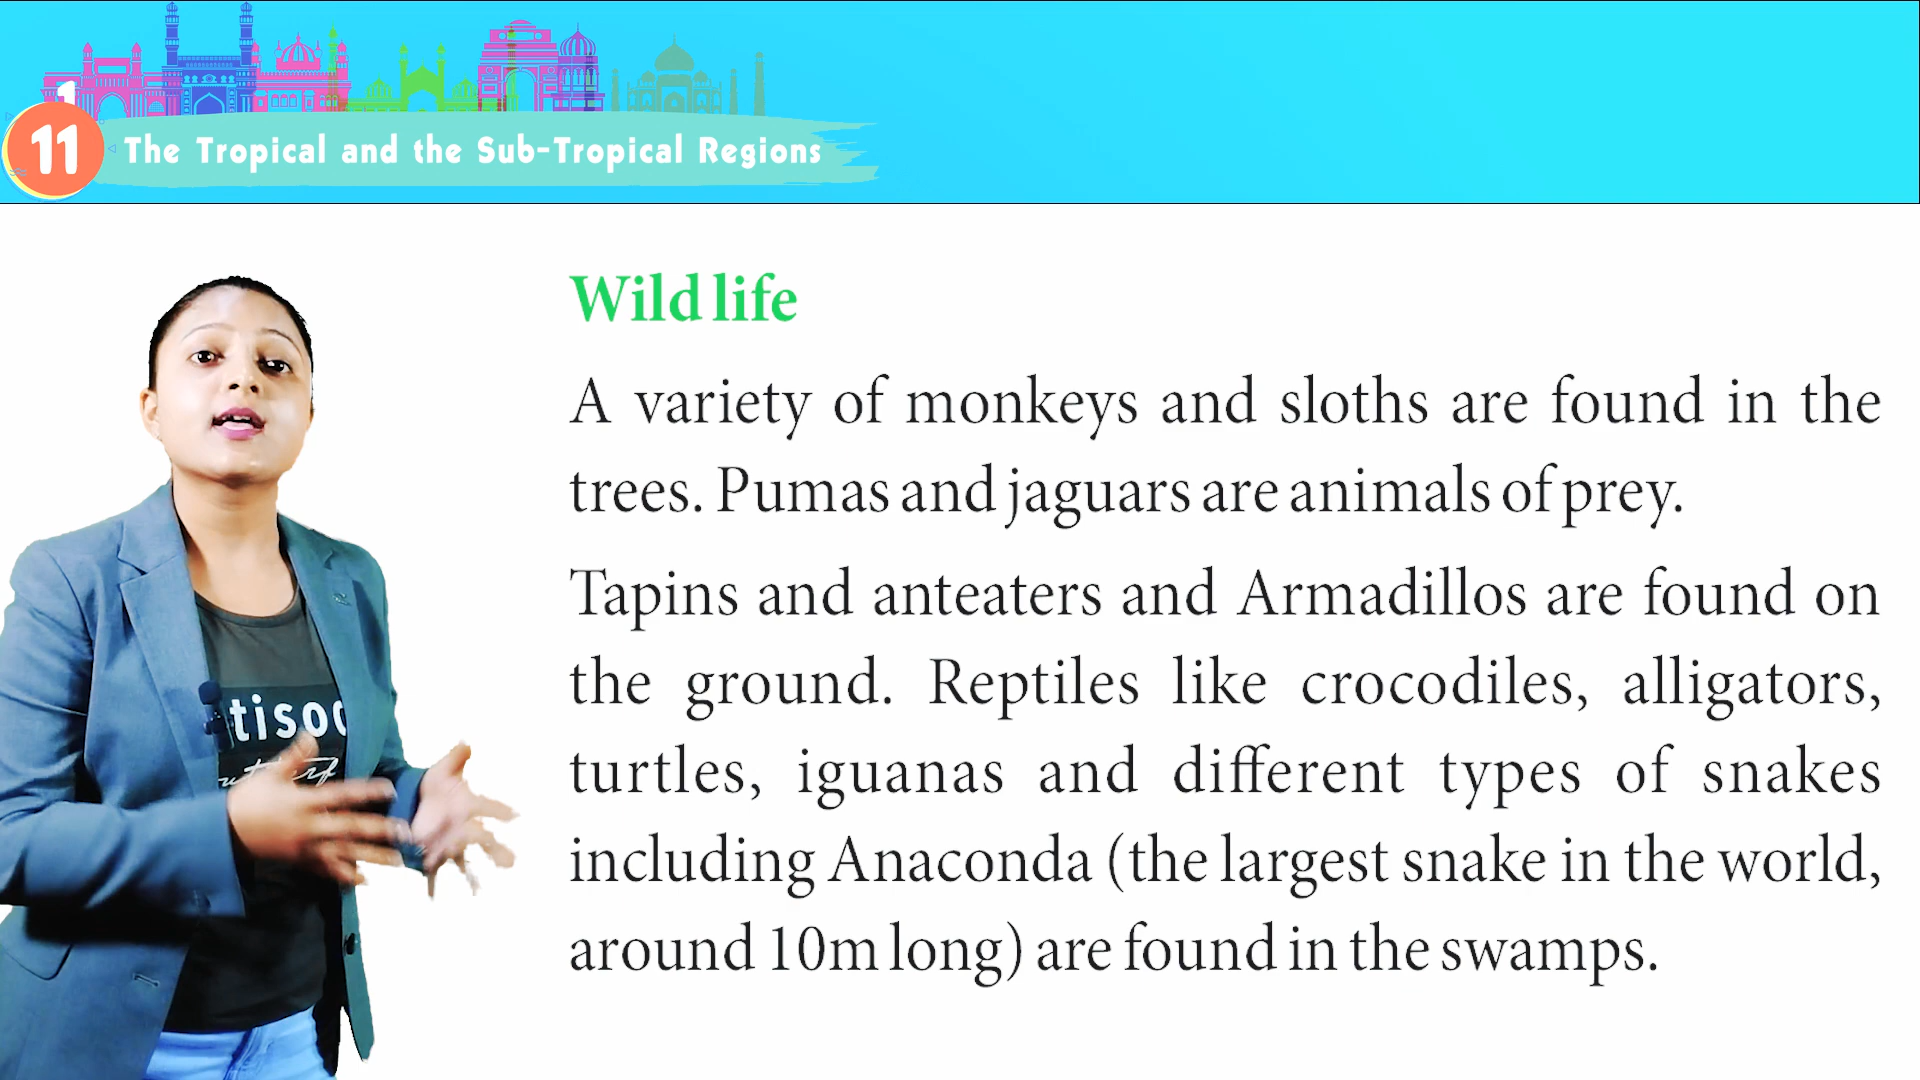 1
11
The Tropical and the Sub-Tropical Regions
Wild life
A variety of monkeys and sloths are found in the
trees. Pumas and jaguars are animals of prey.
Tapins and anteaters and Armadillos are found on
the ground. Reptiles like crocodiles, alligators,
turtles, iguanas and different types of snakes
including Anaconda (the largest snake in the world,
around 10m long) are found in the swamps.
tisoc